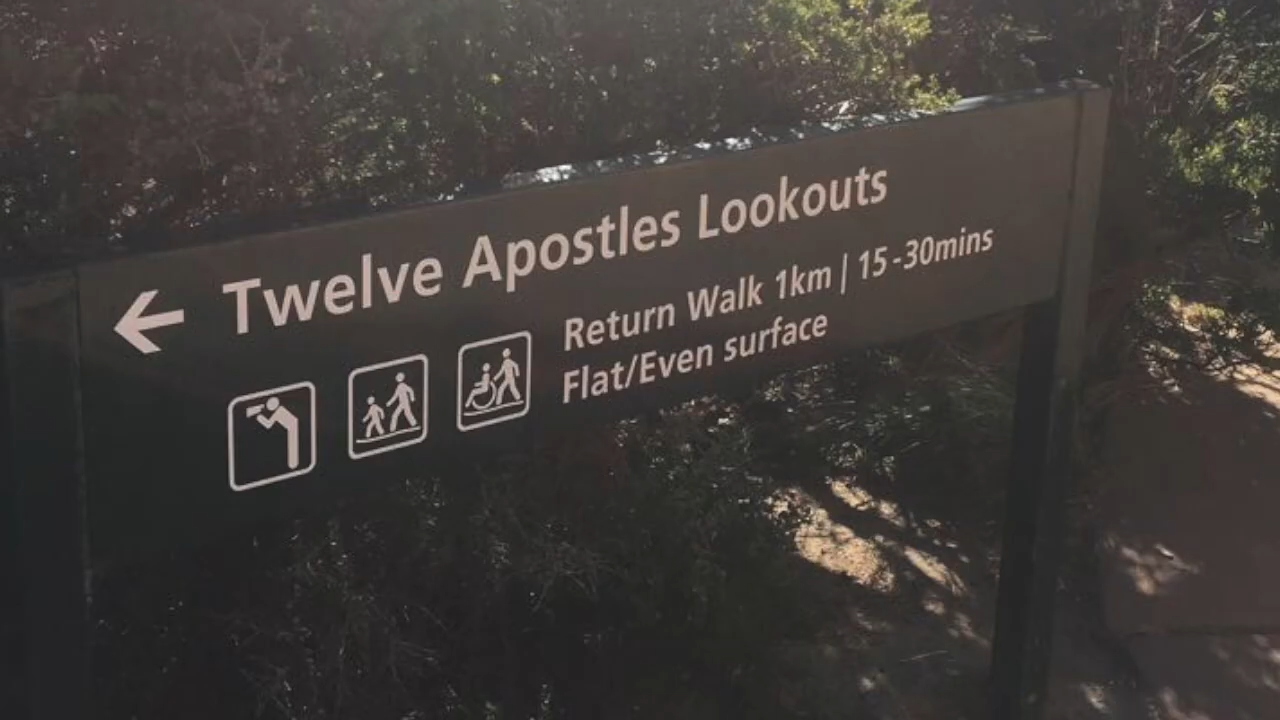 Twelve Apostles Lookouts
Return Walk 1km | 15-30mins
Flat/Even surface